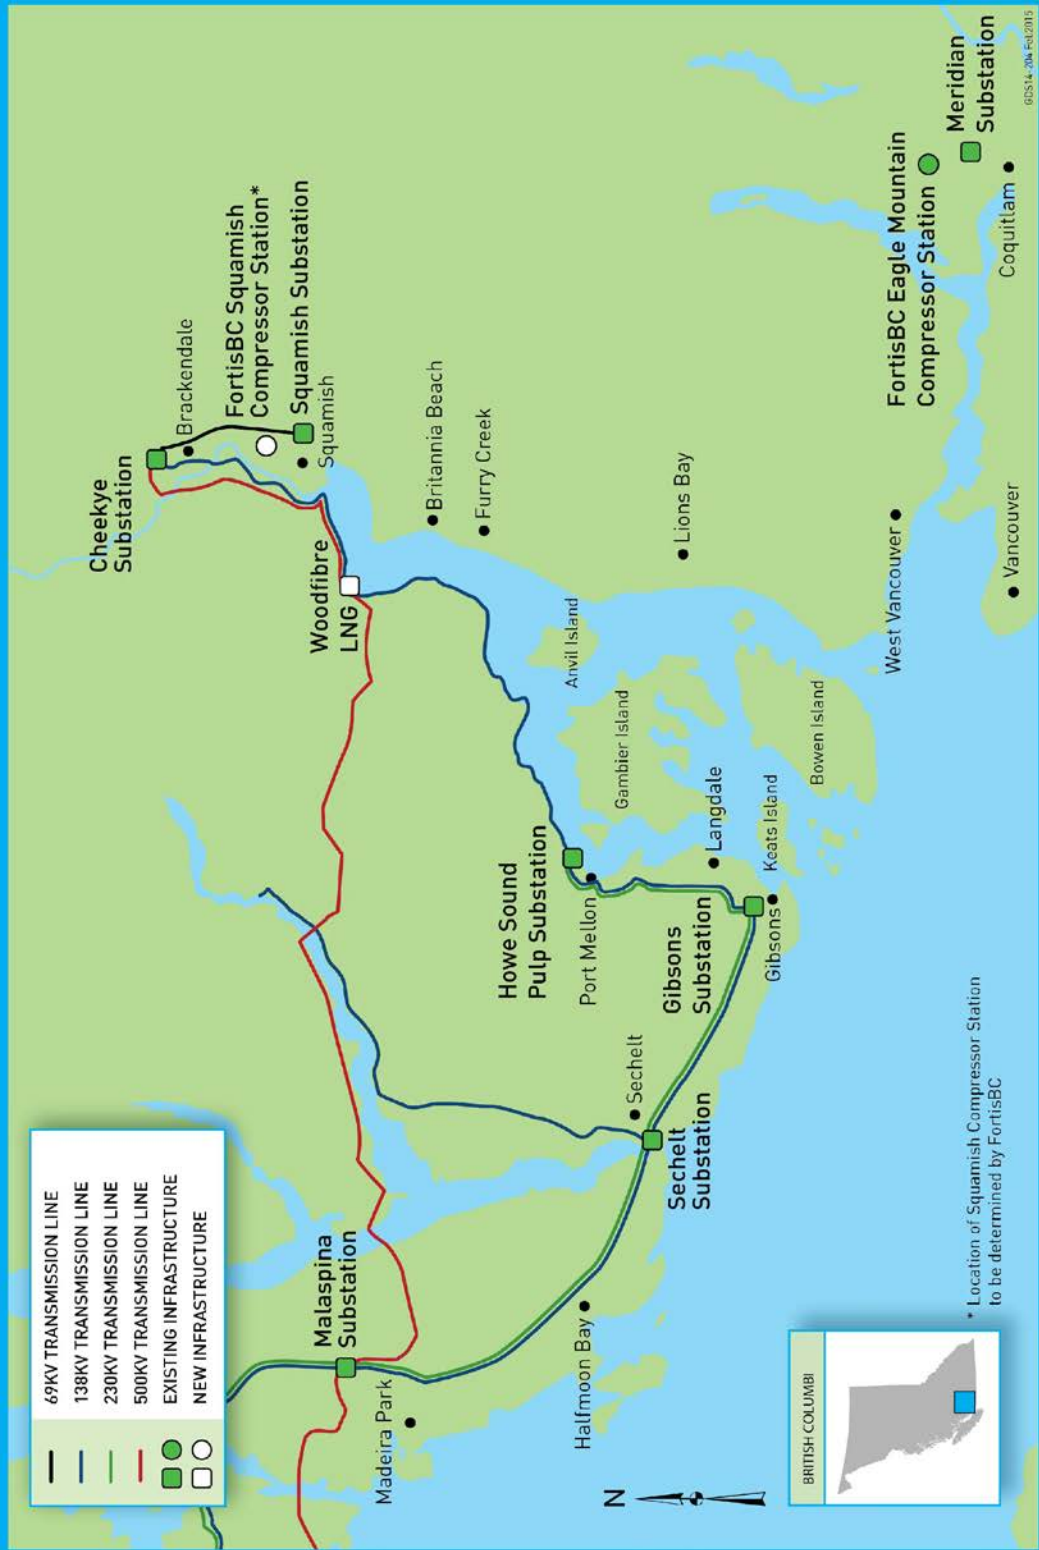 69KV TRANSMISSION LINE
138KV TRANSMISSION LINE
230KV TRANSMISSION LINE
500KV TRANSMISSION LINE
EXISTING INFRASTRUCTURE
NEW INFRASTRUCTURE
Cheekye
Substation
Brackendale
FortisBC Squamish
Compressor Station*
Squamish Substation
Squamish
Woodfibre
LNG
Malaspina
Substation
Madeira Park
Britannia Beach
Furry Creek
Howe Sound
Pulp Substation
Port Mellon
Anvil Island
Gambier Island
Lions Bay
Halfmoon Bay
Sechelt
Sechelt
Substation
Gibsons
Substation
Langdale
Gibsons
Keats Island
Bowen Island
West Vancouver
Vancouver
FortisBC Eagle Mountain
Compressor Station
Meridian
Substation
Coquitlam
N
BRITISH COLUMBI
* Location of Squamish Compressor Station
to be determined by FortisBC